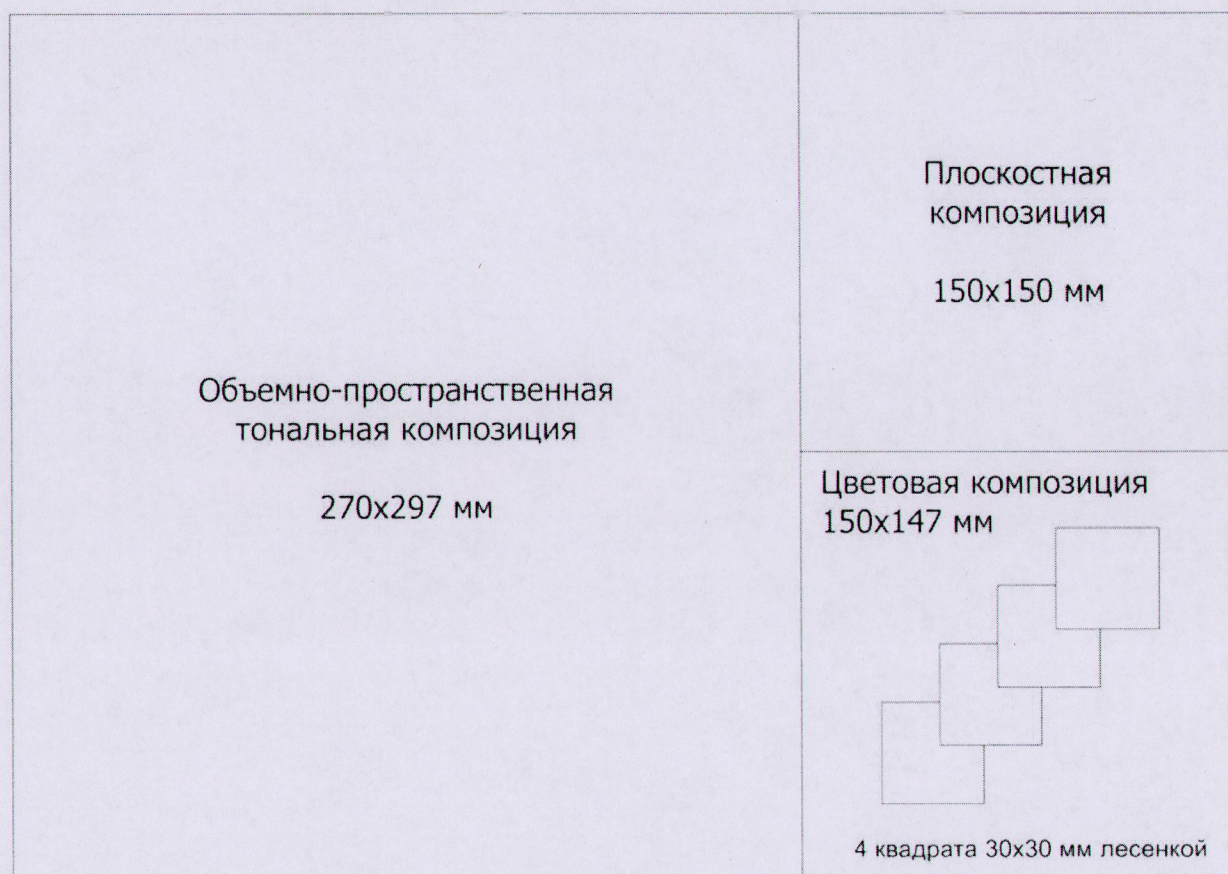 Объемно-пространственная
тональная композиция
270x297 мм
Плоскостная
композиция
150x150 мм
Цветовая композиция
150x147 мм
4 квадрата 30x30 мм лесенкой